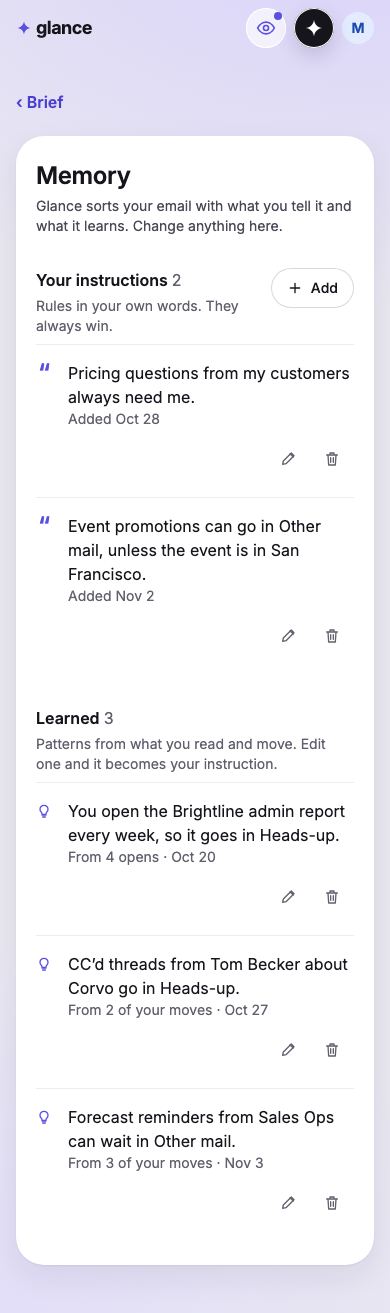 glance
M
‹ Brief
Memory
Glance sorts your email with what you tell it and
what it learns. Change anything here.
Your instructions 2
Rules in your own words. They
always win.
+ Add
Pricing questions from my customers
always need me.
Added Oct 28
Event promotions can go in Other
mail, unless the event is in San
Francisco.
Added Nov 2
Learned 3
Patterns from what you read and move. Edit
one and it becomes your instruction.
You open the Brightline admin report
every week, so it goes in Heads-up.
From 4 opens · Oct 20
CC’d threads from Tom Becker about
Corvo go in Heads-up.
From 2 of your moves · Oct 27
Forecast reminders from Sales Ops
can wait in Other mail.
From 3 of your moves · Nov 3